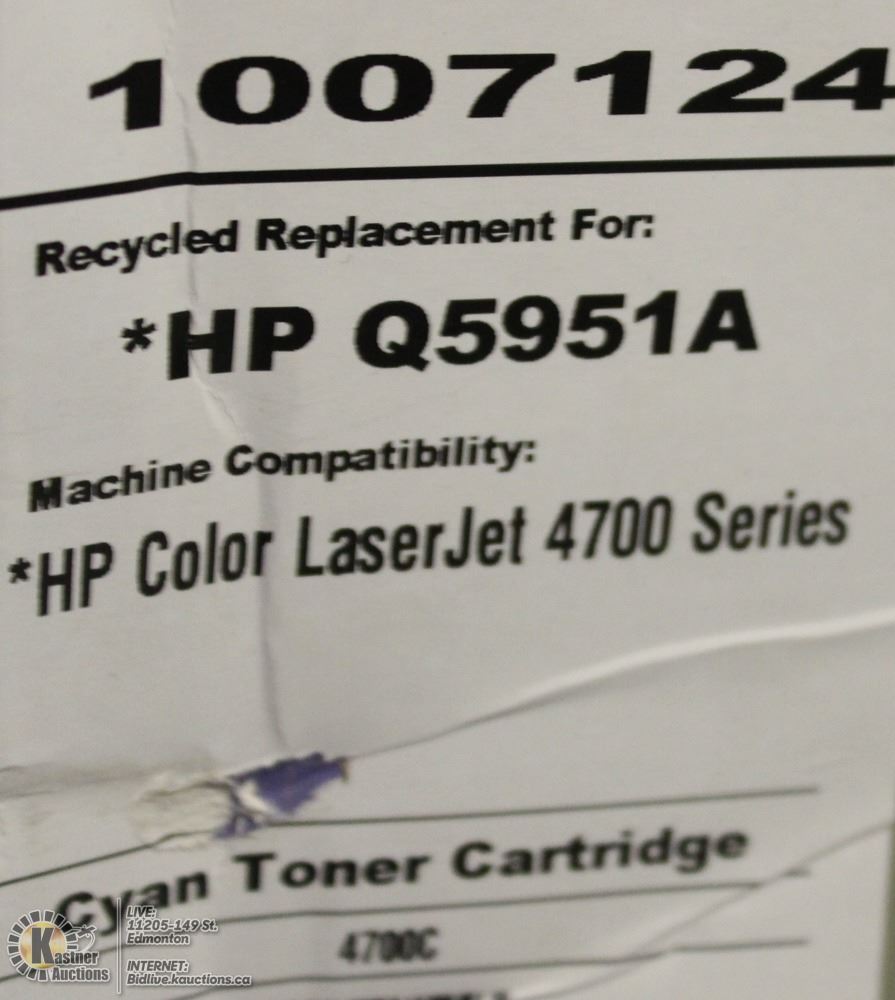 1007124
Recycled Replacement For:
*HP Q5951A
Machine Compatibility:
*HP Color LaserJet 4700 Series
Cyan Toner Cartridge
4700C
Kastner
Auctions
LIVE:
11205-149 St.
Edmonton
INTERNET:
Bidlive.kauctions.ca